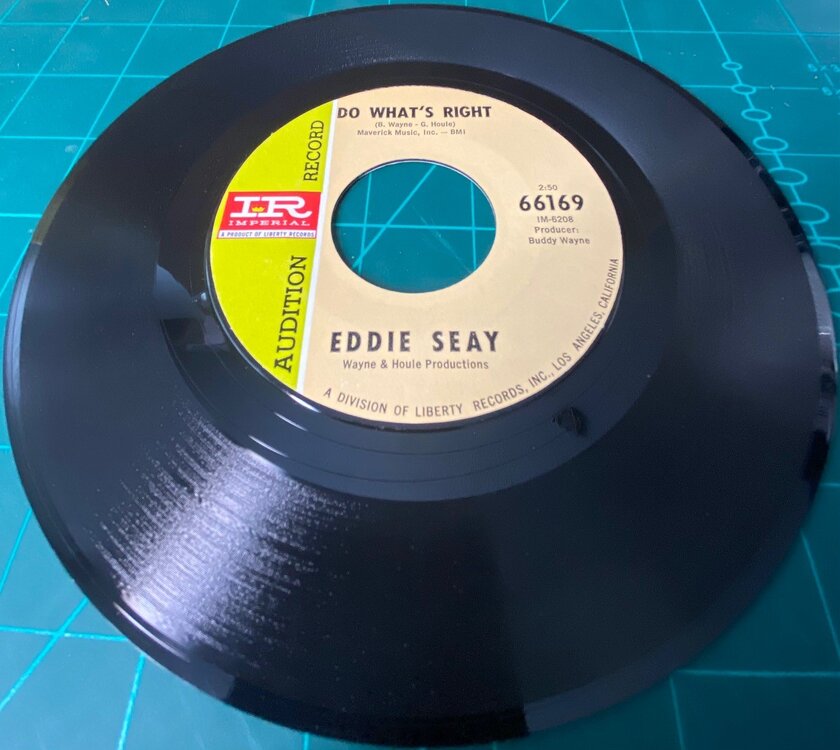 DO WHAT'S RIGHT
(B. Wayne - G. Houle)
Maverick Music, Inc. — BMI
AUDITION RECORD
IR
IMPERIAL
A PRODUCT OF LIBERTY RECORDS
2:50
66169
IM-6208
Producer:
Buddy Wayne
EDDIE SEAY
Wayne & Houle Productions
A DIVISION OF LIBERTY RECORDS, INC., LOS ANGELES, CALIFORNIA